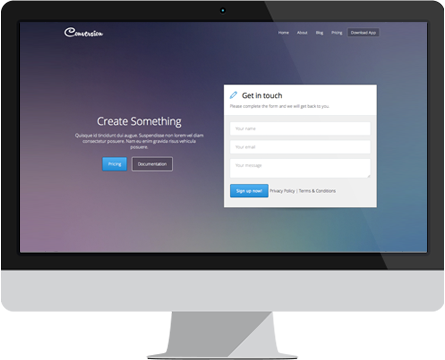 Conversion
Home About Blog Pricing Download App
Create Something
Quisque id tincidunt dui augue. Suspendisse non lorem vel diam
consectetur posuere. Nam eu anim gravida risus vehicula
posuere.
Pricing Documentation
Get in touch
Please complete the form and we will get back to you.
Your name
Your email
Your message
Sign up now! Privacy Policy | Terms & Conditions